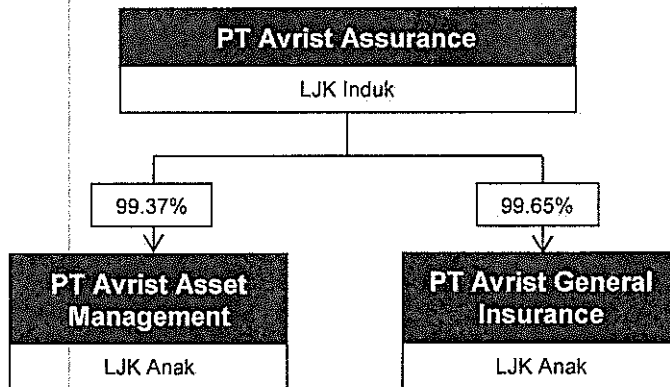 PT Avrist Assurance
LJK Induk
99.37%
99.65%
PT Avrist Asset
Management
LJK Anak
PT Avrist General
Insurance
LJK Anak